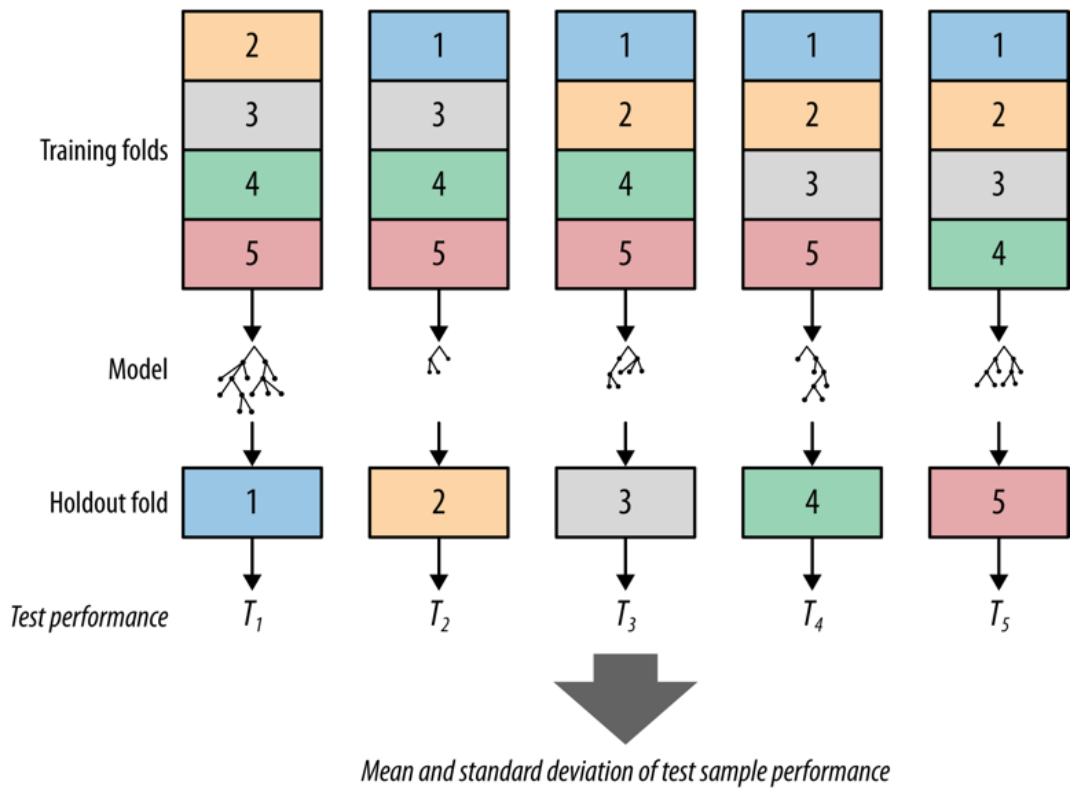 2 1 1 1 1
3 3 2 2 2
Training folds
4 4 4 3 3
5 5 5 5 4
Model
Holdout fold 1 2 3 4 5
Test performance T1 T2 T3 T4 T5
Mean and standard deviation of test sample performance